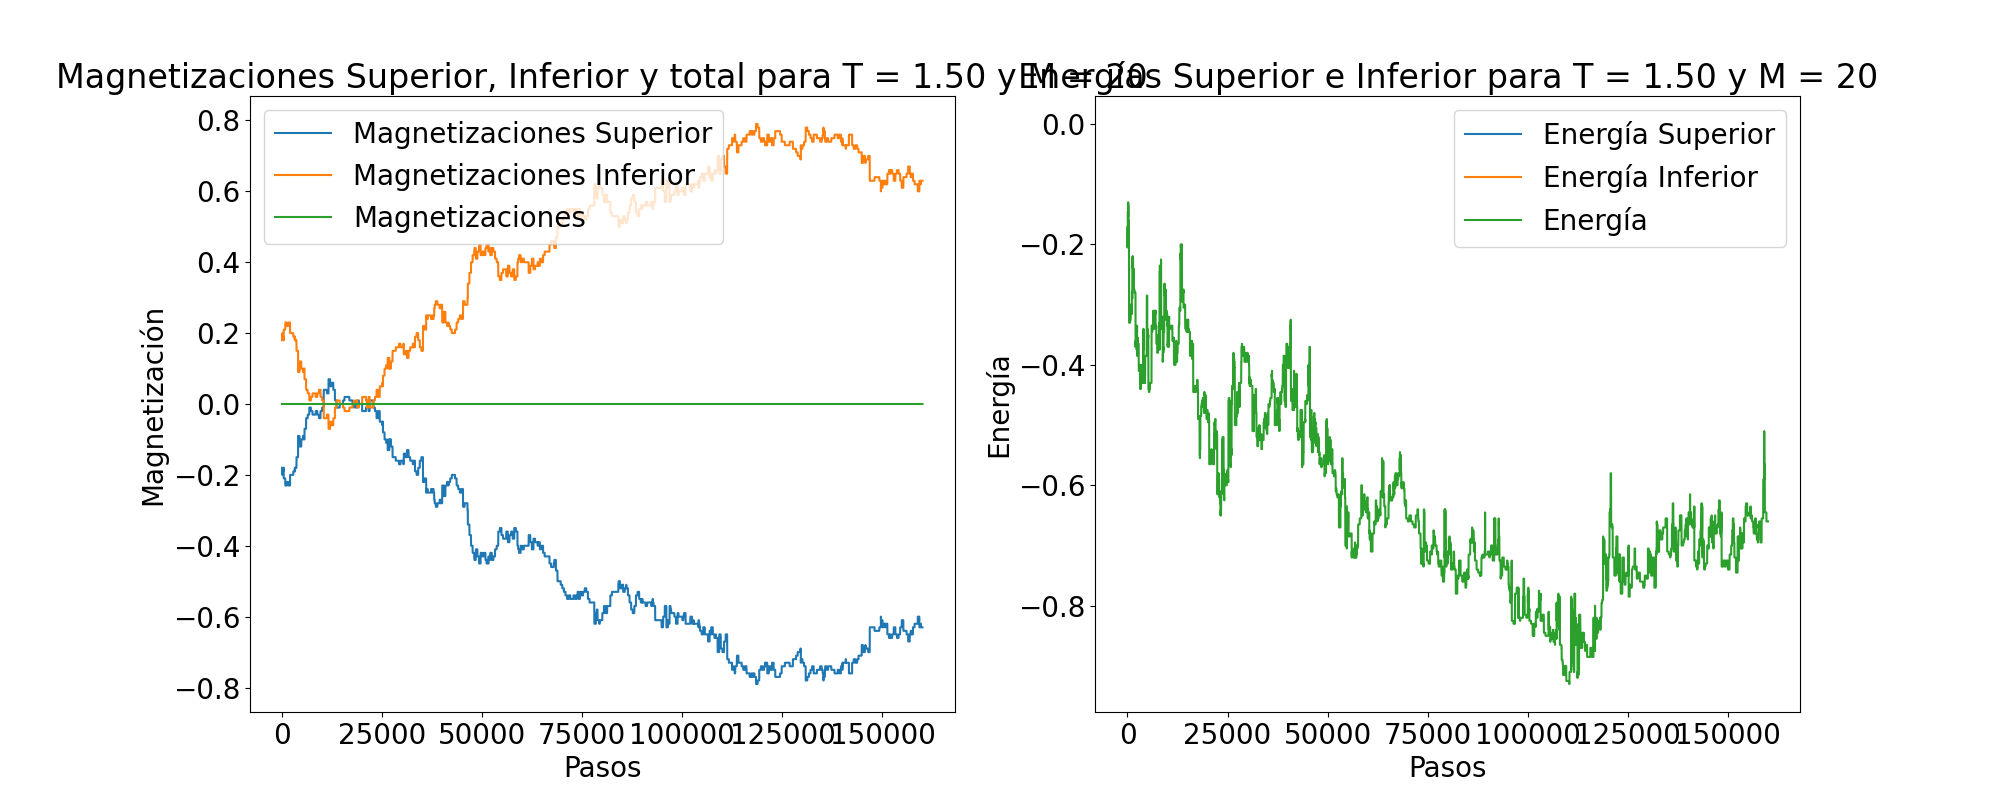 Magnetizaciones Superior, Inferior y total para T = 1.50 y M = 20
Magnetizaciones Superior
Magnetizaciones Inferior
Magnetizaciones
0.8
0.6
0.4
0.2
0.0
−0.2
−0.4
−0.6
−0.8
Magnetización
0
25000
50000
75000
100000
125000
150000
Pasos
Energías Superior e Inferior para T = 1.50 y M = 20
Energía Superior
Energía Inferior
Energía
0.0
−0.2
−0.4
−0.6
−0.8
Energía
0
25000
50000
75000
100000
125000
150000
Pasos